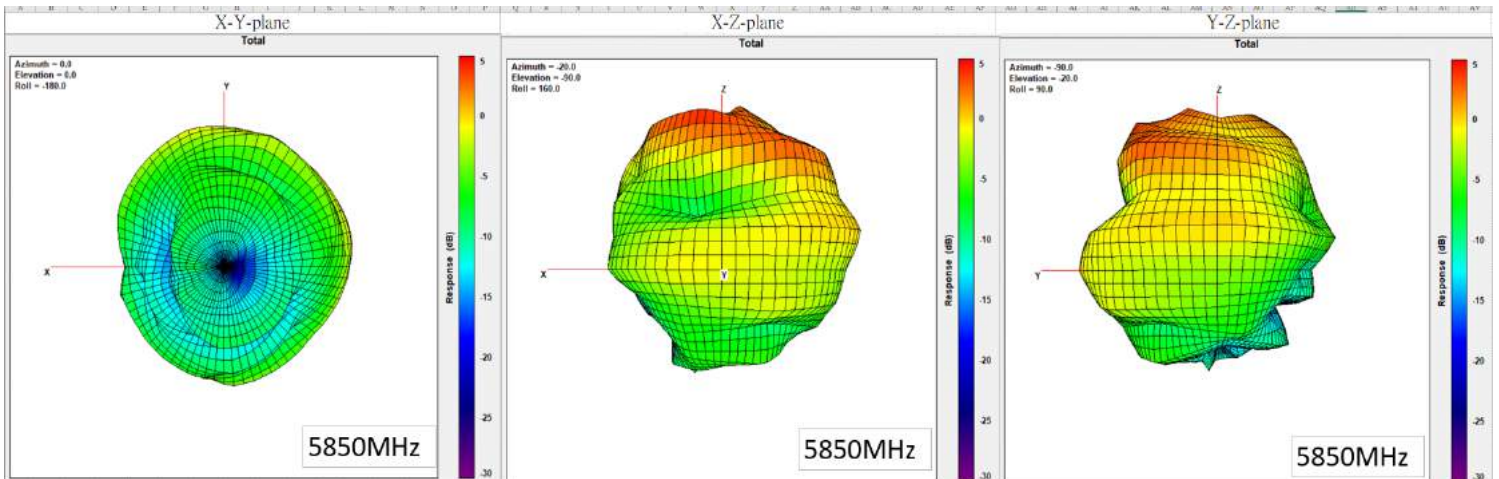 X-Y-plane
Total
Azimuth = 0.0
Elevation = 0.0
Roll = -180.0
Y
X
5
0
-5
-10
-15
-20
-25
-30
Response (dB)
5850MHz
X-Z-plane
Total
Azimuth = -20.0
Elevation = -90.0
Roll = 160.0
Z
X
Y
5
0
-5
-10
-15
-20
-25
-30
Response (dB)
5850MHz
Y-Z-plane
Total
Azimuth = -90.0
Elevation = -20.0
Roll = 90.0
Z
Y
5
0
-5
-10
-15
-20
-25
-30
Response (dB)
5850MHz